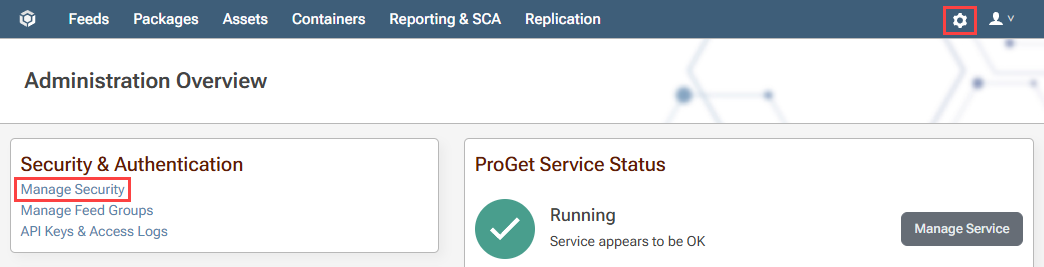 Feeds Packages Assets Containers Reporting & SCA Replication
Administration Overview
Security & Authentication
Manage Security
Manage Feed Groups
API Keys & Access Logs
ProGet Service Status
Running
Service appears to be OK
Manage Service